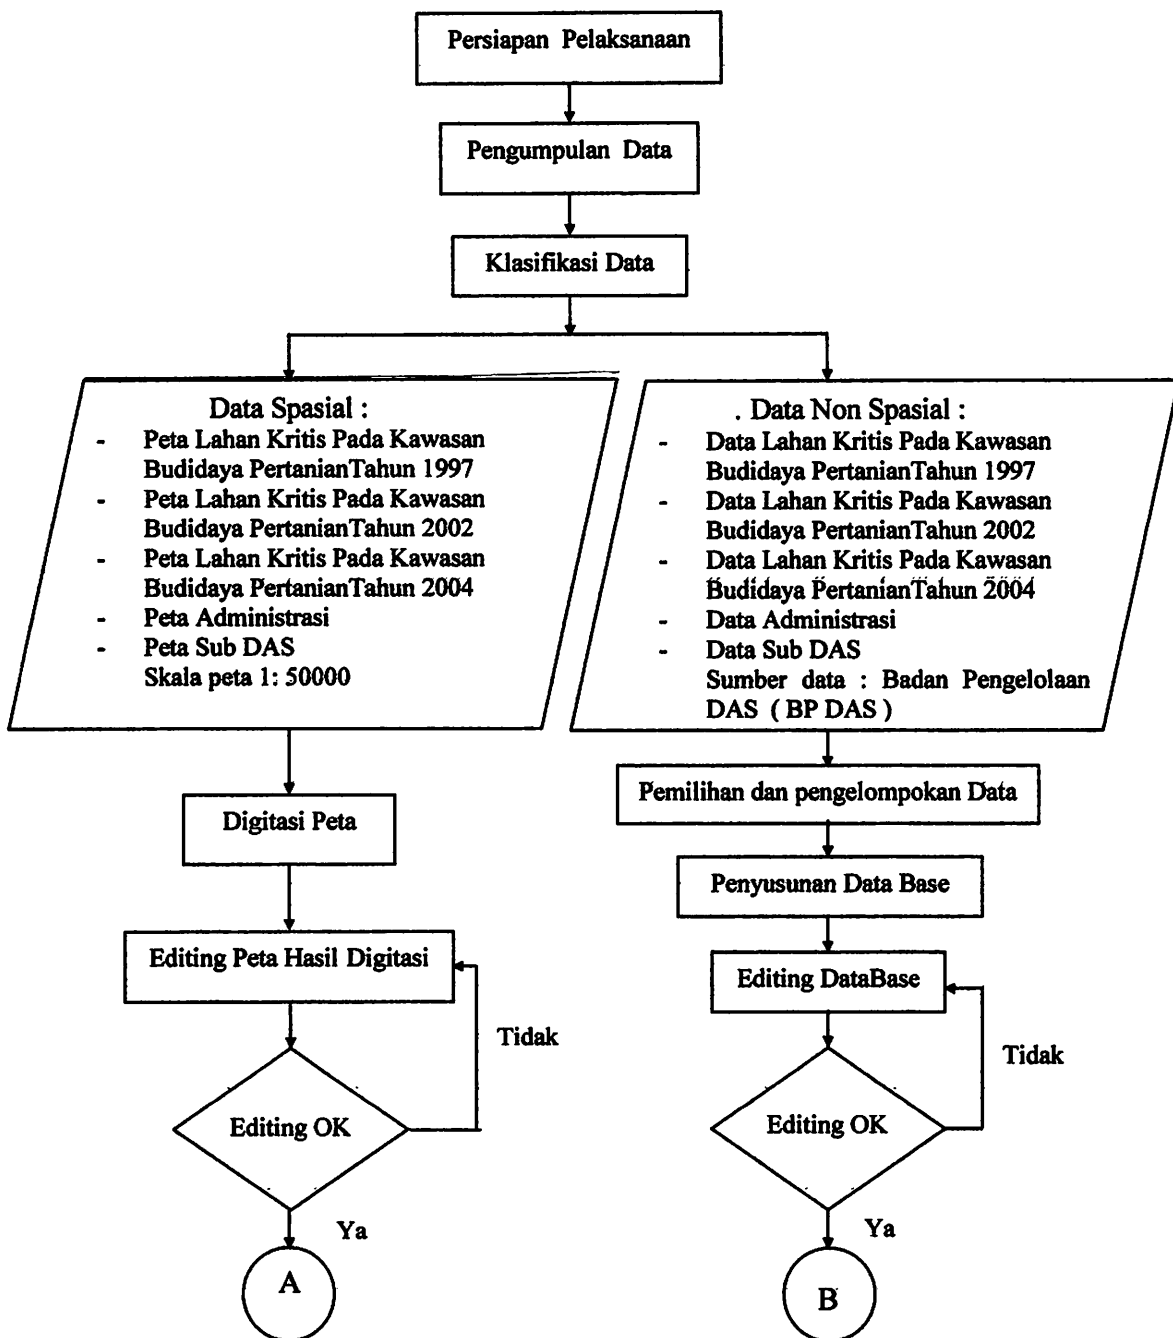 Persiapan Pelaksanaan
Pengumpulan Data
Klasifikasi Data
Data Spasial :
- Peta Lahan Kritis Pada Kawasan
Budidaya PertanianTahun 1997
- Peta Lahan Kritis Pada Kawasan
Budidaya PertanianTahun 2002
- Peta Lahan Kritis Pada Kawasan
Budidaya PertanianTahun 2004
- Peta Administrasi
- Peta Sub DAS
Skala peta 1: 50000
. Data Non Spasial :
- Data Lahan Kritis Pada Kawasan
Budidaya PertanianTahun 1997
- Data Lahan Kritis Pada Kawasan
Budidaya PertanianTahun 2002
- Data Lahan Kritis Pada Kawasan
Budidaya PertanianTahun 2004
- Data Administrasi
- Data Sub DAS
Sumber data : Badan Pengelolaan
DAS ( BP DAS )
Digitasi Peta
Editing Peta Hasil Digitasi
Tidak
Editing OK
Ya
A
Pemilihan dan pengelompokan Data
Penyusunan Data Base
Editing DataBase
Tidak
Editing OK
Ya
B